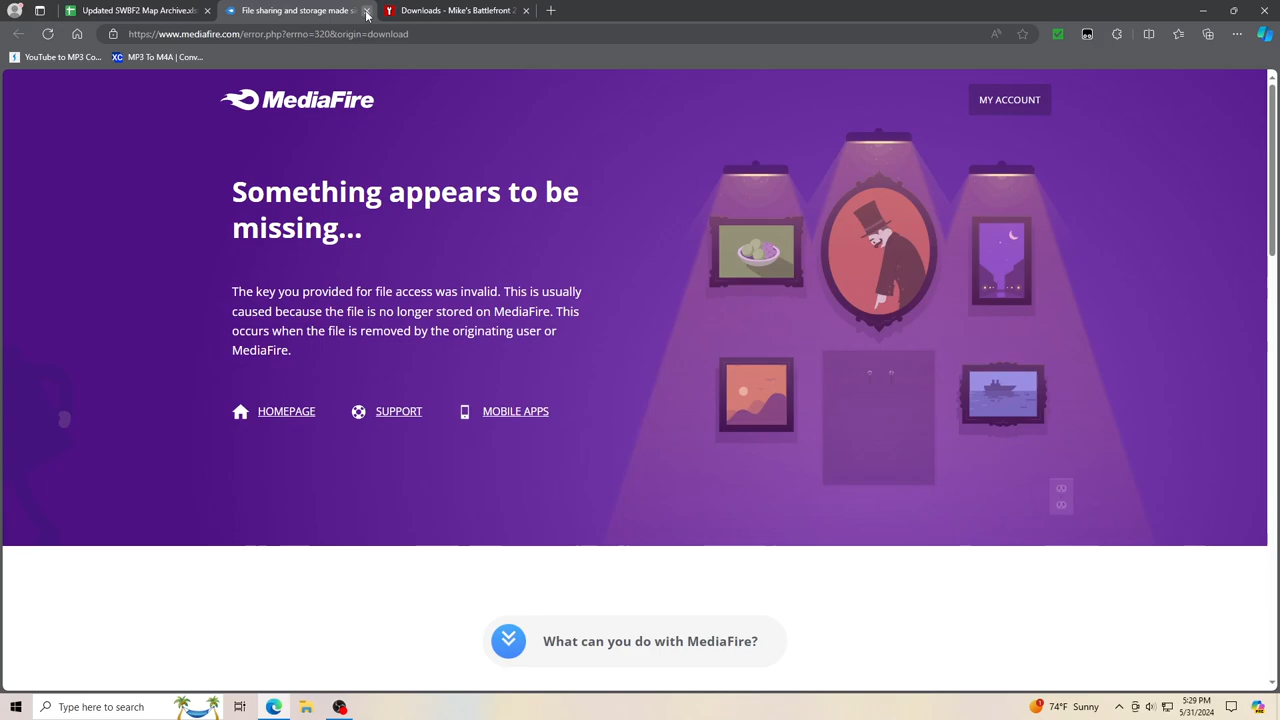 Updated SWBF2 Map Archive.xls
File sharing and storage made si
Downloads - Mike's Battlefront 2
https://www.mediafire.com/error.php?errno=320&origin=download
YouTube to MP3 Co...
XC
MP3 To M4A | Conv...
MediaFire
MY ACCOUNT
Something appears to be
missing...
The key you provided for file access was invalid. This is usually
caused because the file is no longer stored on MediaFire. This
occurs when the file is removed by the originating user or
MediaFire.
HOMEPAGE
SUPPORT
MOBILE APPS
What can you do with MediaFire?
Type here to search
74°F Sunny
5:29 PM
5/31/2024